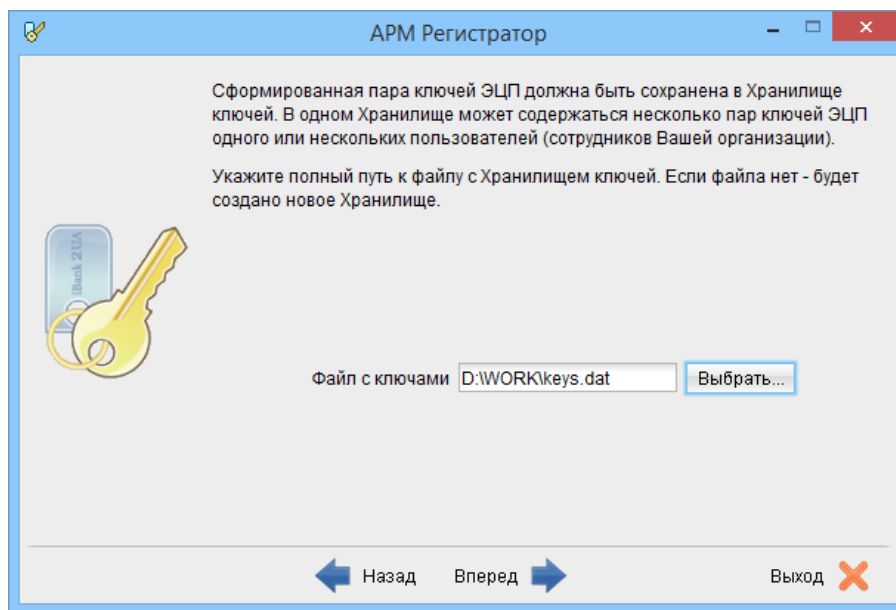 АРМ Регистратор
Сформированная пара ключей ЭЦП должна быть сохранена в Хранилище
ключей. В одном Хранилище может содержаться несколько пар ключей ЭЦП
одного или нескольких пользователей (сотрудников Вашей организации).
Укажите полный путь к файлу с Хранилищем ключей. Если файла нет - будет
создано новое Хранилище.
iBank 2 UA
Файл с ключами D:\WORK\keys.dat Выбрать...
Назад Вперед Выход